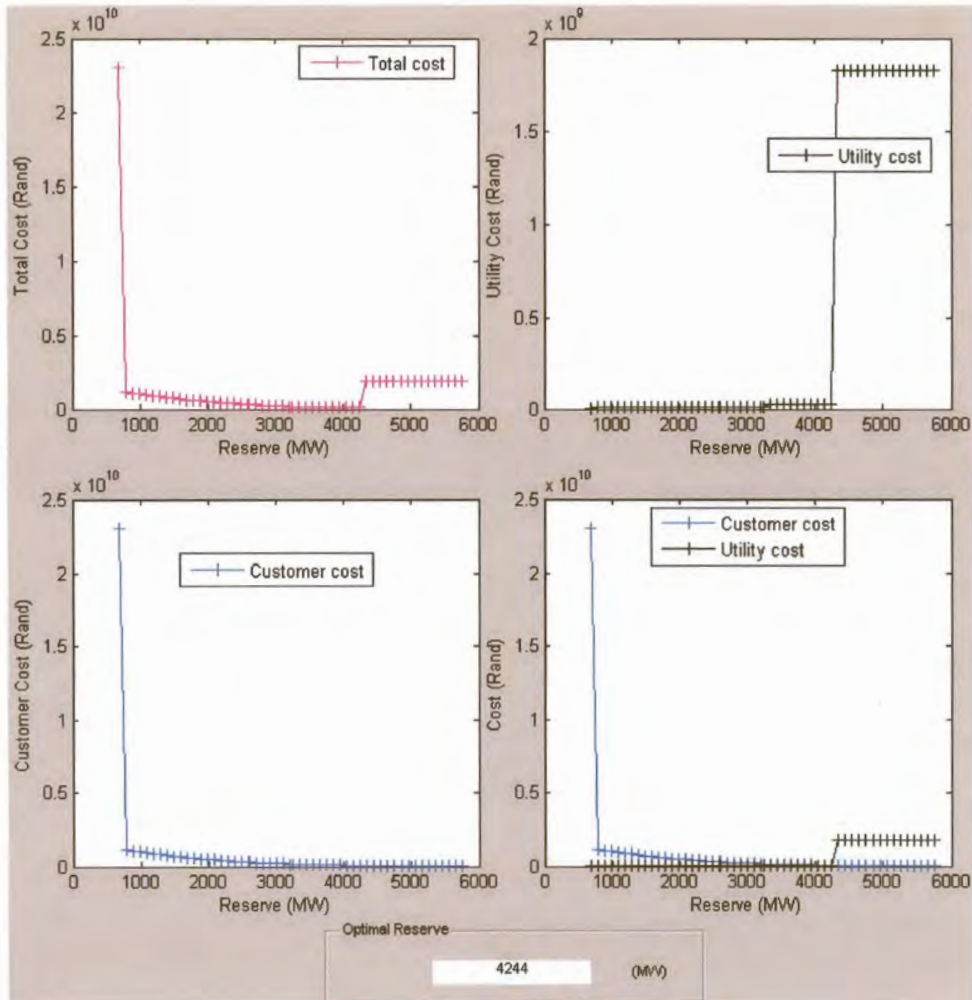 x 10^10
2.5
2
1.5
1
0.5
0
0 1000 2000 3000 4000 5000 6000
Total Cost (Rand)
Reserve (MW)
Total cost
x 10^9
2
1.5
1
0.5
0
0 1000 2000 3000 4000 5000 6000
Utility Cost (Rand)
Reserve (MW)
Utility cost
x 10^10
2.5
2
1.5
1
0.5
0
0 1000 2000 3000 4000 5000 6000
Customer Cost (Rand)
Reserve (MW)
Customer cost
x 10^10
2.5
2
1.5
1
0.5
0
0 1000 2000 3000 4000 5000 6000
Cost (Rand)
Reserve (MW)
Customer cost
Utility cost
Optimal Reserve
4244 (MW)